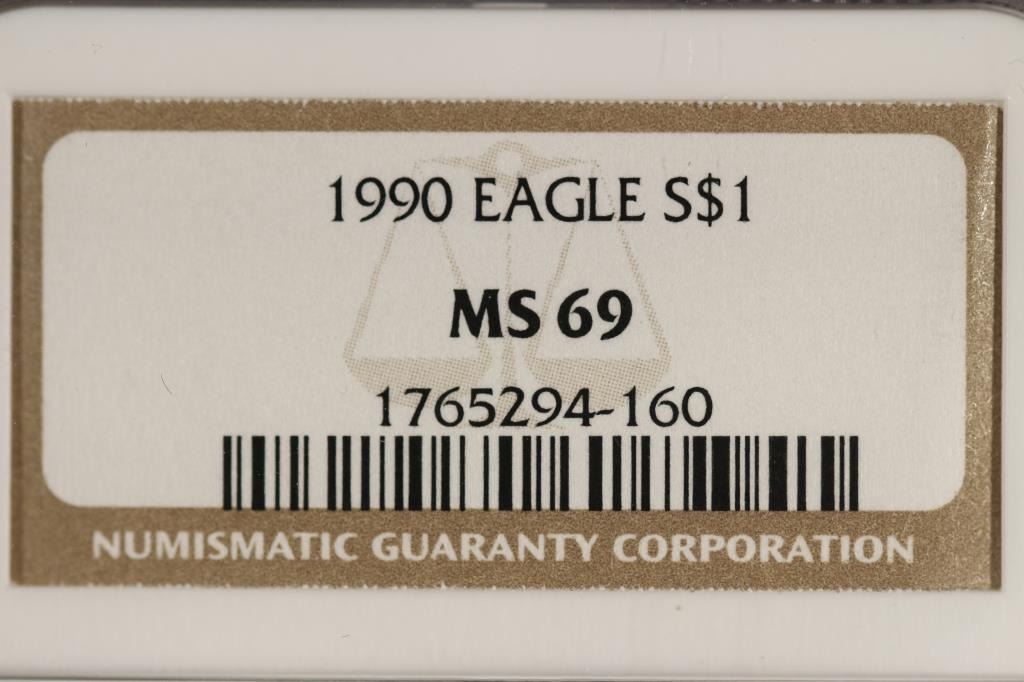 1990 EAGLE S$1
MS 69
1765294-160
NUMISMATIC GUARANTY CORPORATION